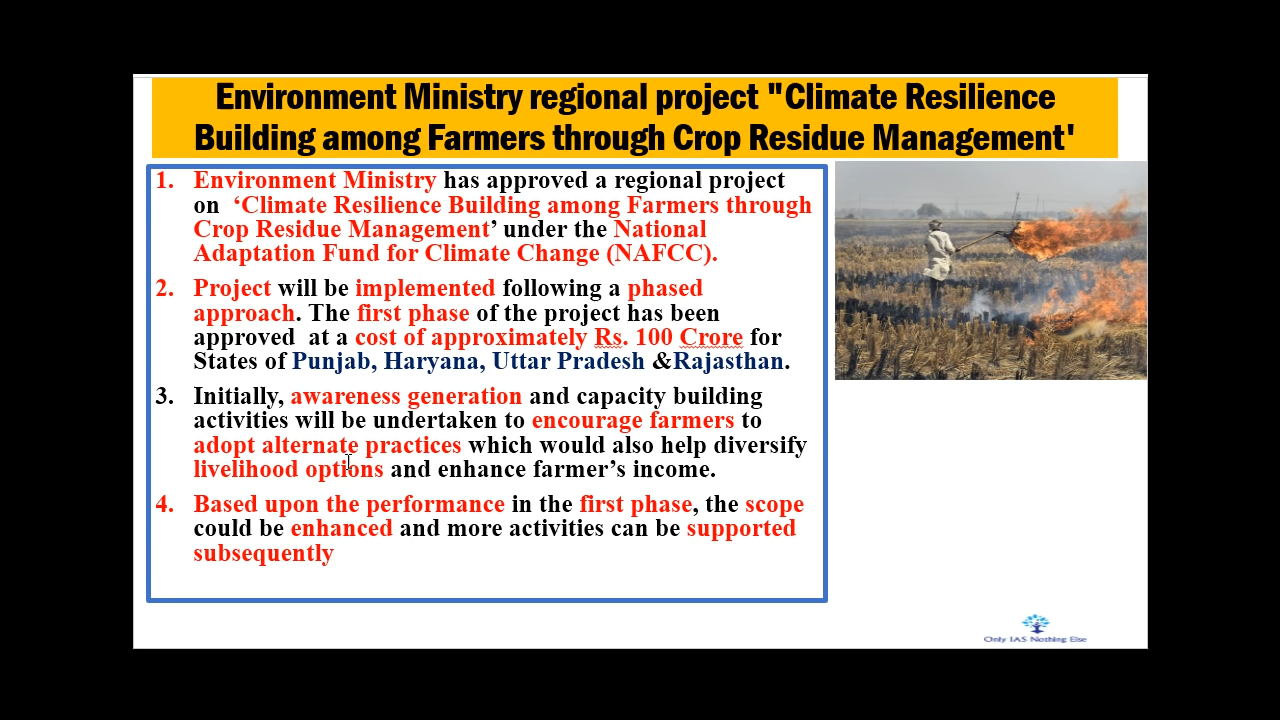 Environment Ministry regional project "Climate Resilience
Building among Farmers through Crop Residue Management'
1. Environment Ministry has approved a regional project
on ‘Climate Resilience Building among Farmers through
Crop Residue Management’ under the National
Adaptation Fund for Climate Change (NAFCC).
2. Project will be implemented following a phased
approach. The first phase of the project has been
approved at a cost of approximately Rs. 100 Crore for
States of Punjab, Haryana, Uttar Pradesh &Rajasthan.
3. Initially, awareness generation and capacity building
activities will be undertaken to encourage farmers to
adopt alternate practices which would also help diversify
livelihood options and enhance farmer’s income.
4. Based upon the performance in the first phase, the scope
could be enhanced and more activities can be supported
subsequently
Only IAS Nothing Else